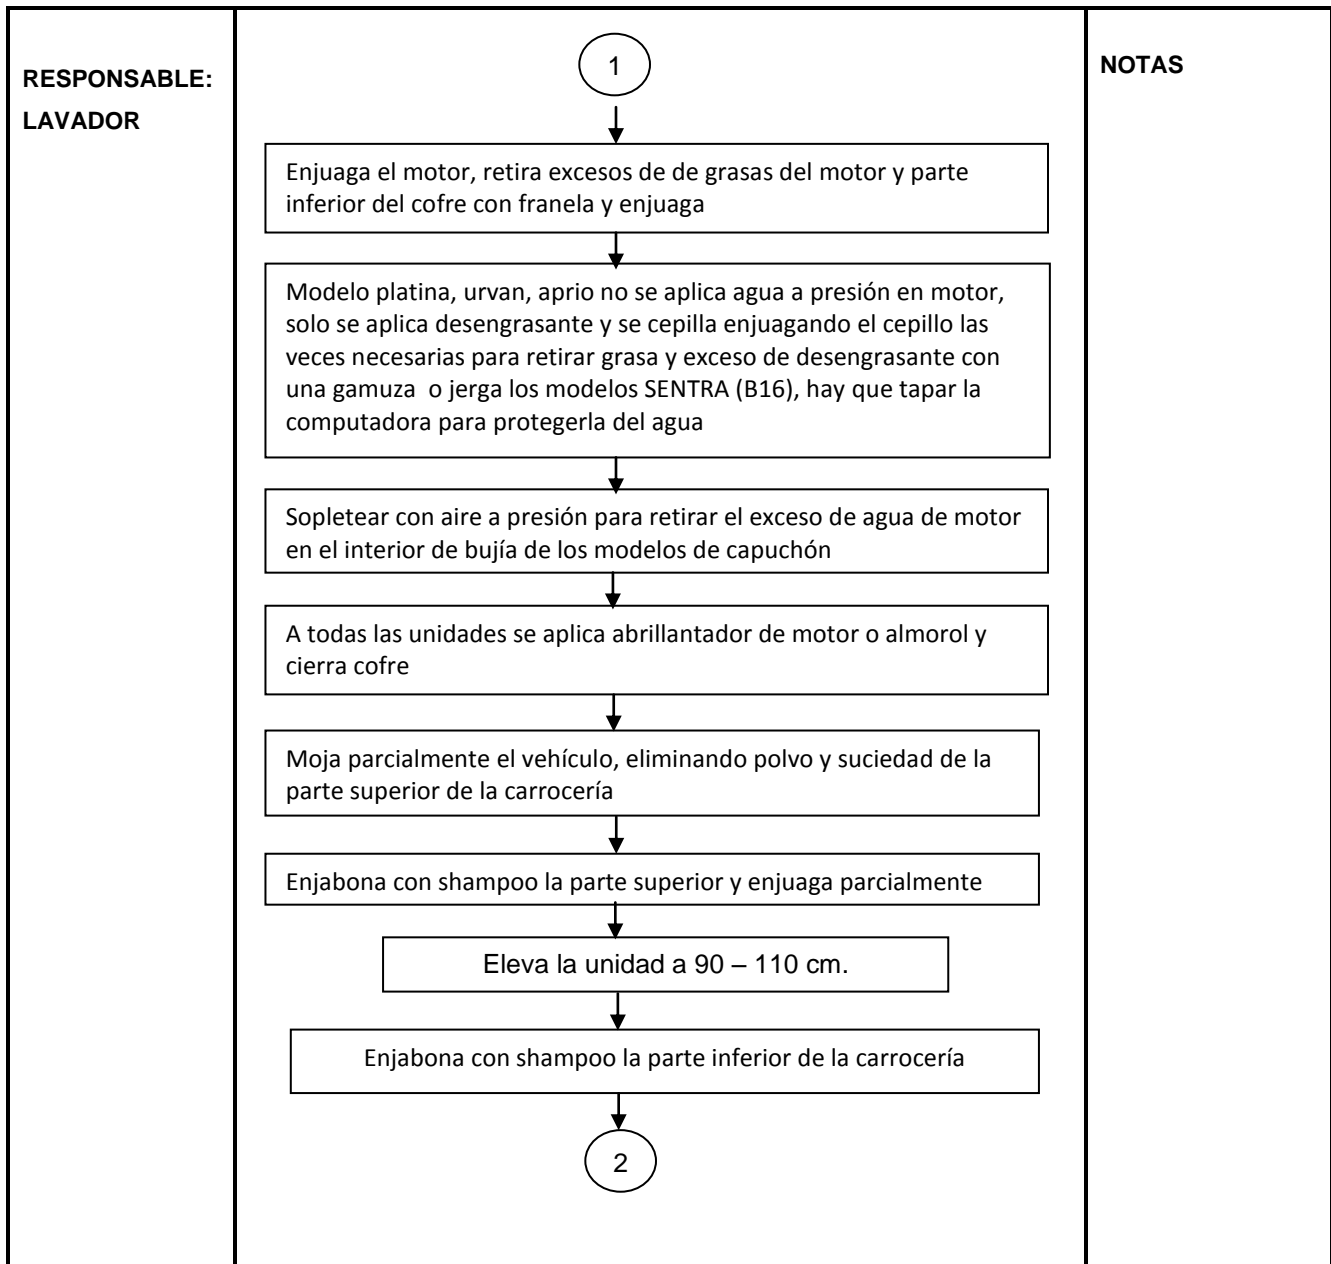 RESPONSABLE:
LAVADOR
1
NOTAS
Enjuaga el motor, retira excesos de de grasas del motor y parte
inferior del cofre con franela y enjuaga
Modelo platina, urvan, aprio no se aplica agua a presión en motor,
solo se aplica desengrasante y se cepilla enjuagando el cepillo las
veces necesarias para retirar grasa y exceso de desengrasante con
una gamuza o jerga los modelos SENTRA (B16), hay que tapar la
computadora para protegerla del agua
Sopletear con aire a presión para retirar el exceso de agua de motor
en el interior de bujía de los modelos de capuchón
A todas las unidades se aplica abrillantador de motor o almorol y
cierra cofre
Moja parcialmente el vehículo, eliminando polvo y suciedad de la
parte superior de la carrocería
Enjabona con shampoo la parte superior y enjuaga parcialmente
Eleva la unidad a 90 – 110 cm.
Enjabona con shampoo la parte inferior de la carrocería
2